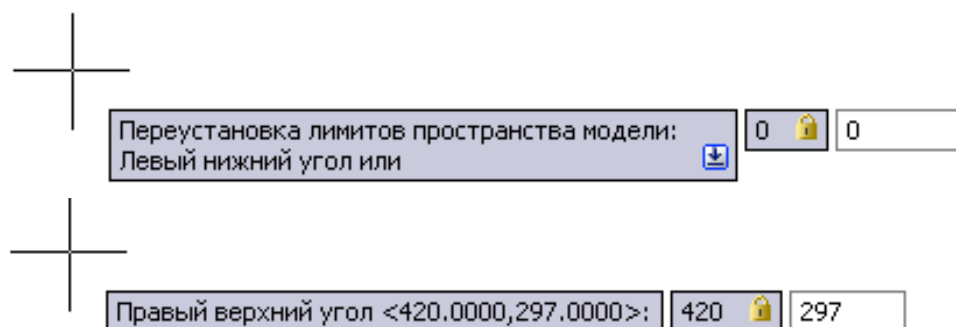 Переустановка лимитов пространства модели: 0 0
Левый нижний угол или
Правый верхний угол <420.0000,297.0000>: 420 297